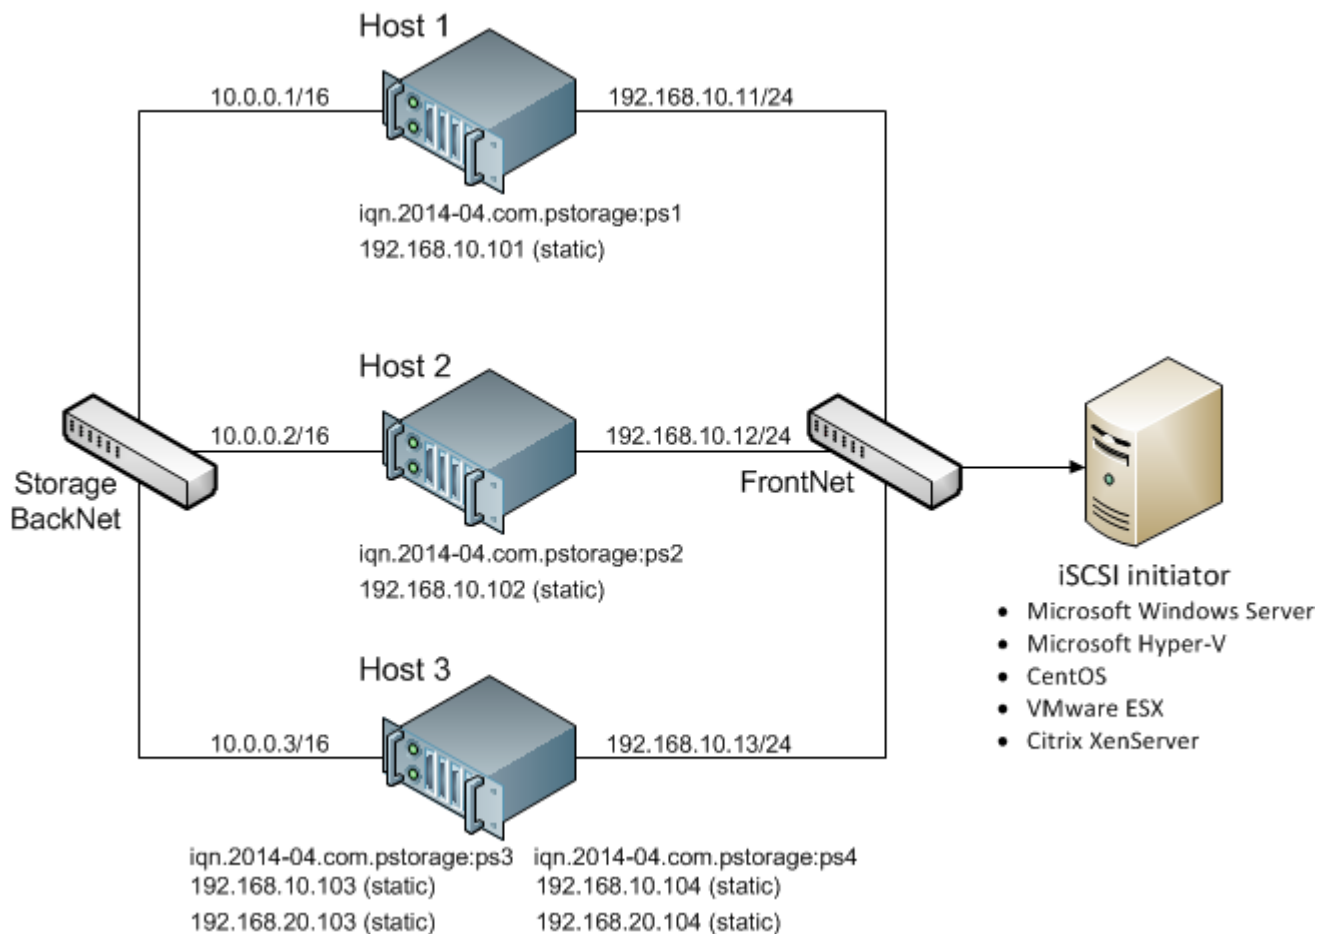 Host 1
10.0.0.1/16
192.168.10.11/24
iqn.2014-04.com.pstorage:ps1
192.168.10.101 (static)
Host 2
10.0.0.2/16
192.168.10.12/24
Storage
BackNet
FrontNet
iqn.2014-04.com.pstorage:ps2
192.168.10.102 (static)
iSCSI initiator
• Microsoft Windows Server
• Microsoft Hyper-V
• CentOS
• VMware ESX
• Citrix XenServer
Host 3
10.0.0.3/16
192.168.10.13/24
iqn.2014-04.com.pstorage:ps3
192.168.10.103 (static)
192.168.20.103 (static)
iqn.2014-04.com.pstorage:ps4
192.168.10.104 (static)
192.168.20.104 (static)